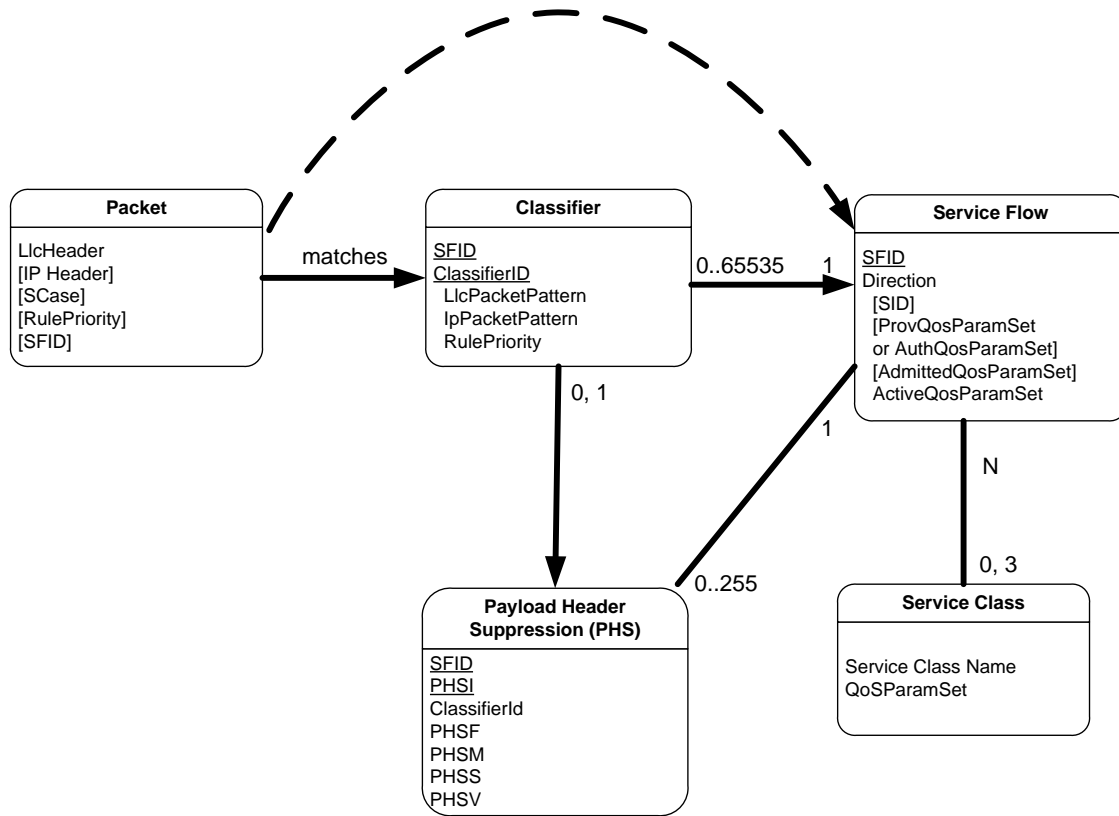 Packet
LlcHeader
[IP Header]
[SCase]
[RulePriority]
[SFID]
matches
Classifier
SFID
ClassifierID
LlcPacketPattern
IpPacketPattern
RulePriority
0..65535
1
Service Flow
SFID
Direction
[SID]
[ProvQosParamSet
or AuthQosParamSet]
[AdmittedQosParamSet]
ActiveQosParamSet
0, 1
1
N
0..255
0, 3
Payload Header
Suppression (PHS)
SFID
PHSI
ClassifierId
PHSF
PHSM
PHSS
PHSV
Service Class
Service Class Name
QoSParamSet